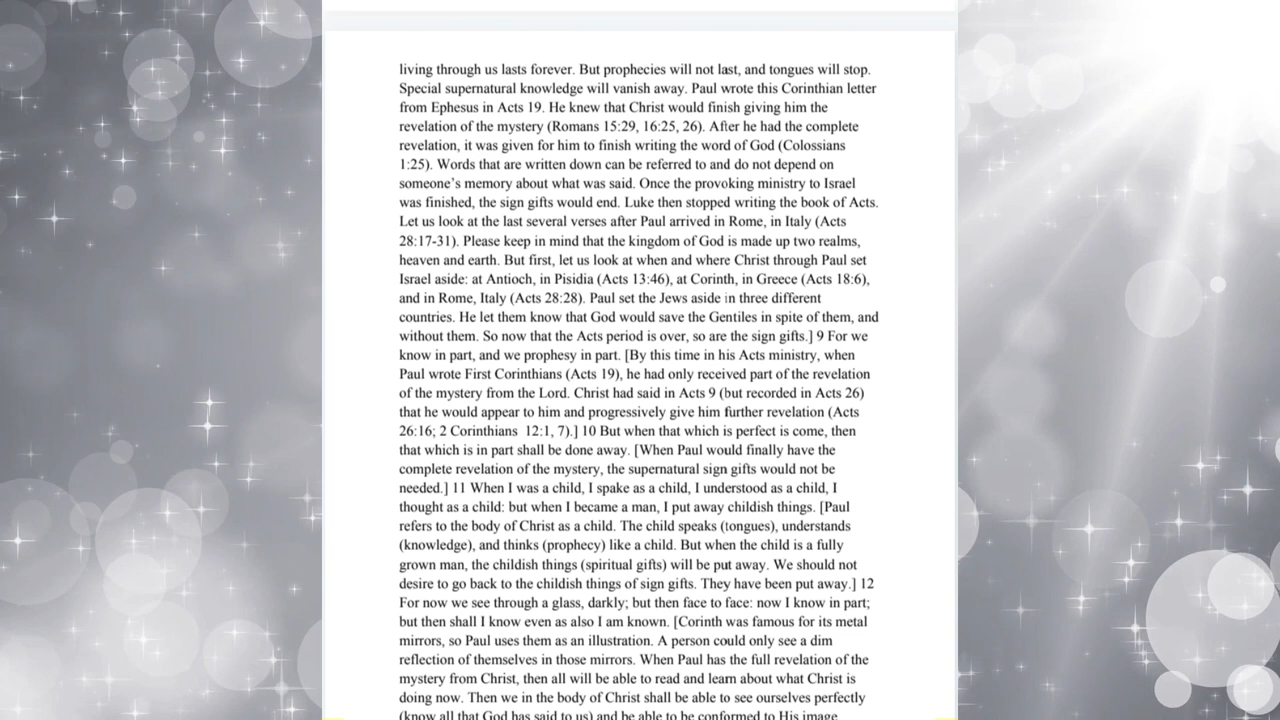 living through us lasts forever. But prophecies will not last, and tongues will stop.
Special supernatural knowledge will vanish away. Paul wrote this Corinthian letter
from Ephesus in Acts 19. He knew that Christ would finish giving him the
revelation of the mystery (Romans 15:29, 16:25, 26). After he had the complete
revelation, it was given for him to finish writing the word of God (Colossians
1:25). Words that are written down can be referred to and do not depend on
someone’s memory about what was said. Once the provoking ministry to Israel
was finished, the sign gifts would end. Luke then stopped writing the book of Acts.
Let us look at the last several verses after Paul arrived in Rome, in Italy (Acts
28:17-31). Please keep in mind that the kingdom of God is made up two realms,
heaven and earth. But first, let us look at when and where Christ through Paul set
Israel aside: at Antioch, in Pisidia (Acts 13:46), at Corinth, in Greece (Acts 18:6),
and in Rome, Italy (Acts 28:28). Paul set the Jews aside in three different
countries. He let them know that God would save the Gentiles in spite of them, and
without them. So now that the Acts period is over, so are the sign gifts.] 9 For we
know in part, and we prophesy in part. [By this time in his Acts ministry, when
Paul wrote First Corinthians (Acts 19), he had only received part of the revelation
of the mystery from the Lord. Christ had said in Acts 9 (but recorded in Acts 26)
that he would appear to him and progressively give him further revelation (Acts
26:16; 2 Corinthians 12:1, 7).] 10 But when that which is perfect is come, then
that which is in part shall be done away. [When Paul would finally have the
complete revelation of the mystery, the supernatural sign gifts would not be
needed.] 11 When I was a child, I spake as a child, I understood as a child, I
thought as a child: but when I became a man, I put away childish things. [Paul
refers to the body of Christ as a child. The child speaks (tongues), understands
(knowledge), and thinks (prophecy) like a child. But when the child is a fully
grown man, the childish things (spiritual gifts) will be put away. We should not
desire to go back to the childish things of sign gifts. They have been put away.] 12
For now we see through a glass, darkly; but then face to face: now I know in part;
but then shall I know even as also I am known. [Corinth was famous for its metal
mirrors, so Paul uses them as an illustration. A person could only see a dim
reflection of themselves in those mirrors. When Paul has the full revelation of the
mystery from Christ, then all will be able to read and learn about what Christ is
doing now. Then we in the body of Christ shall be able to see ourselves perfectly
(know all that God has said to us) and be able to be conformed to His image